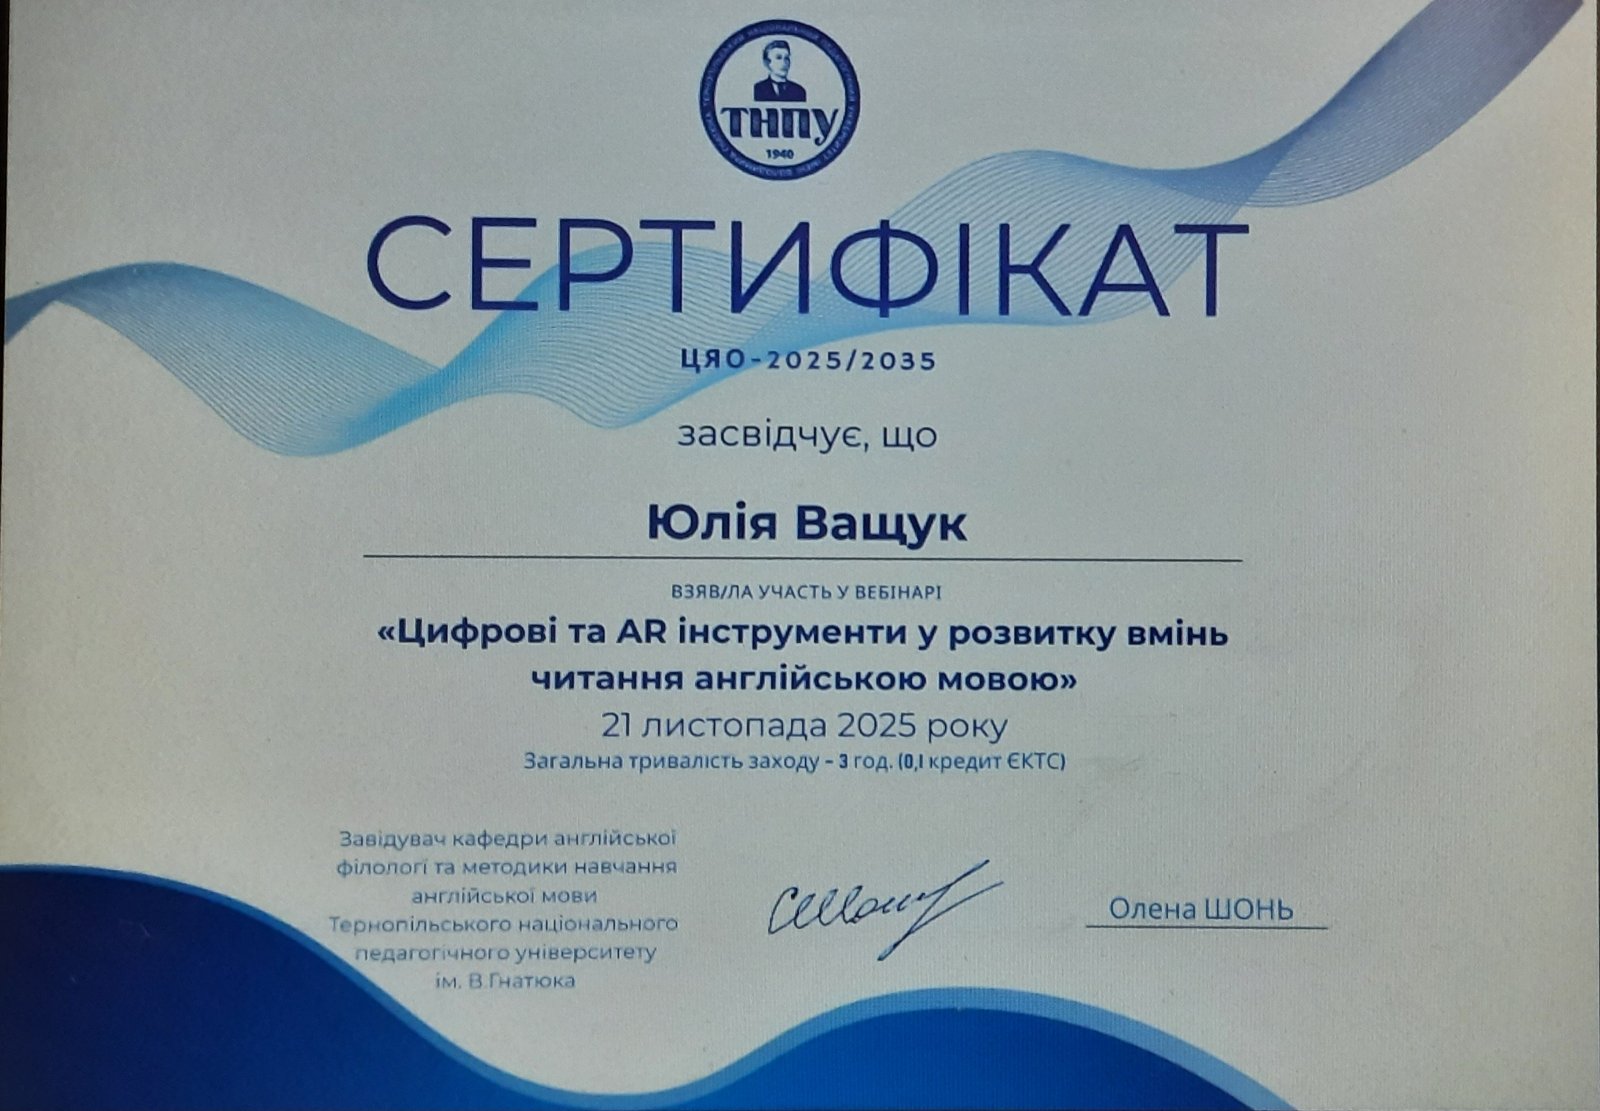 ТНПУ
1940
СЕРТИФІКАТ
ЦЯО-2025/2035
засвідчує, що
Юлія Ващук
ВЗЯВ/ЛА УЧАСТЬ У ВЕБІНАРІ
«Цифрові та AR інструменти у розвитку вмінь
читання англійською мовою»
21 листопада 2025 року
Загальна тривалість заходу - 3 год. (0,1 кредит ЄКТС)
Завідувач кафедри англійської
філології та методики навчання
англійської мови
Тернопільського національного
педагогічного університету
ім. В.Гнатюка
Олена ШОНЬ